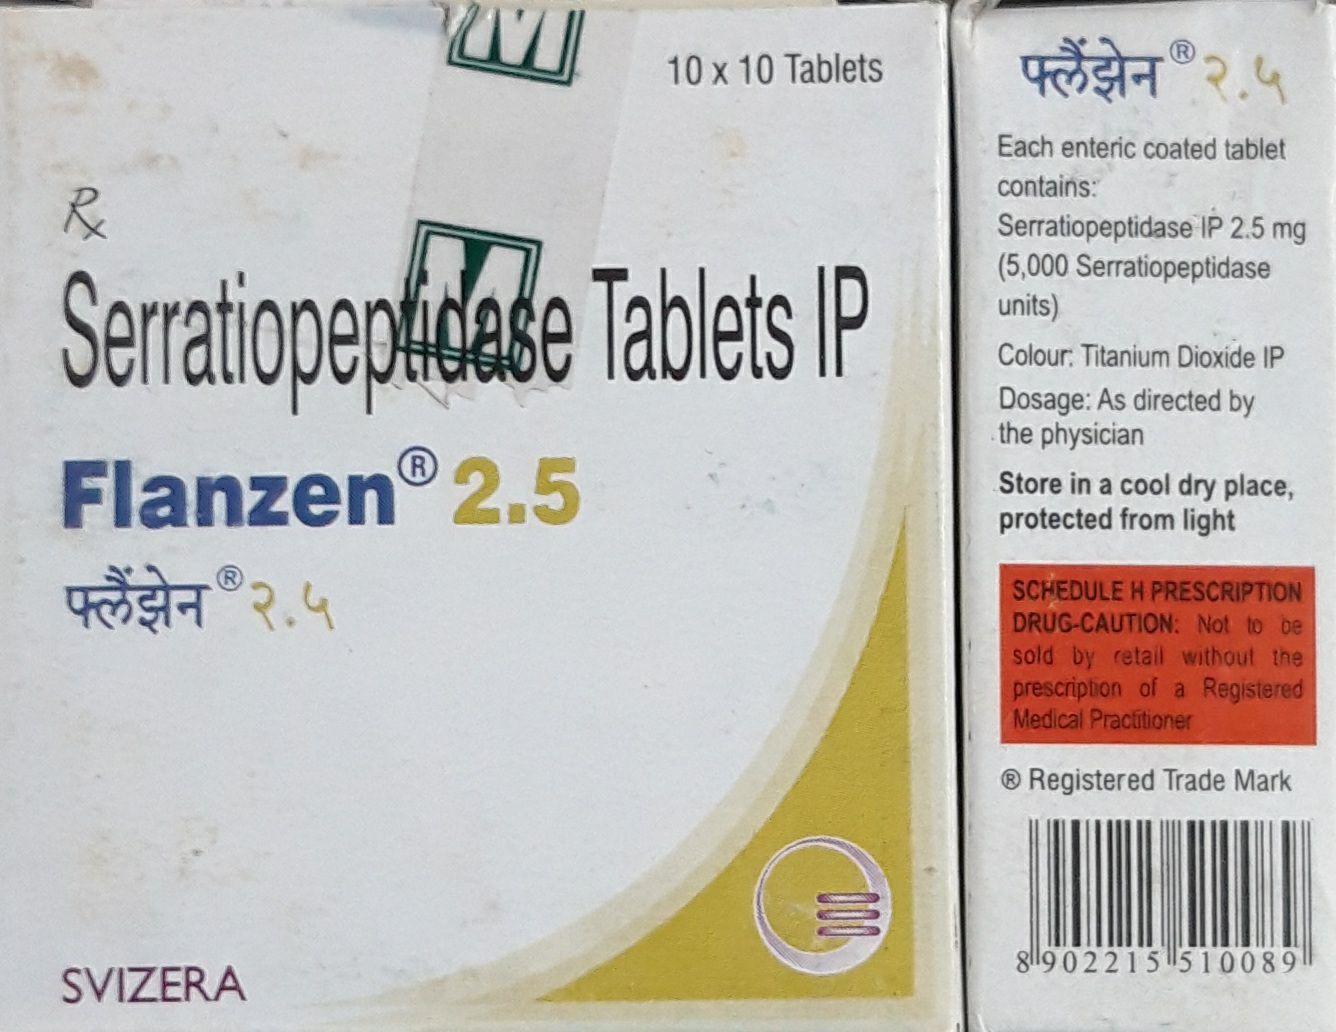 10 x 10 Tablets
Rx
Serratiopeptidase Tablets IP
Flanzen® 2.5
फ्लैंझेन® २.५
SVIZERA
फ्लैंझेन® २.५
Each enteric coated tablet
contains:
Serratiopeptidase IP 2.5 mg
(5,000 Serratiopeptidase
units)
Colour: Titanium Dioxide IP
Dosage: As directed by
the physician
Store in a cool dry place,
protected from light
SCHEDULE H PRESCRIPTION
DRUG-CAUTION: Not to be
sold by retail without the
prescription of a Registered
Medical Practitioner
® Registered Trade Mark
8 902215 510089